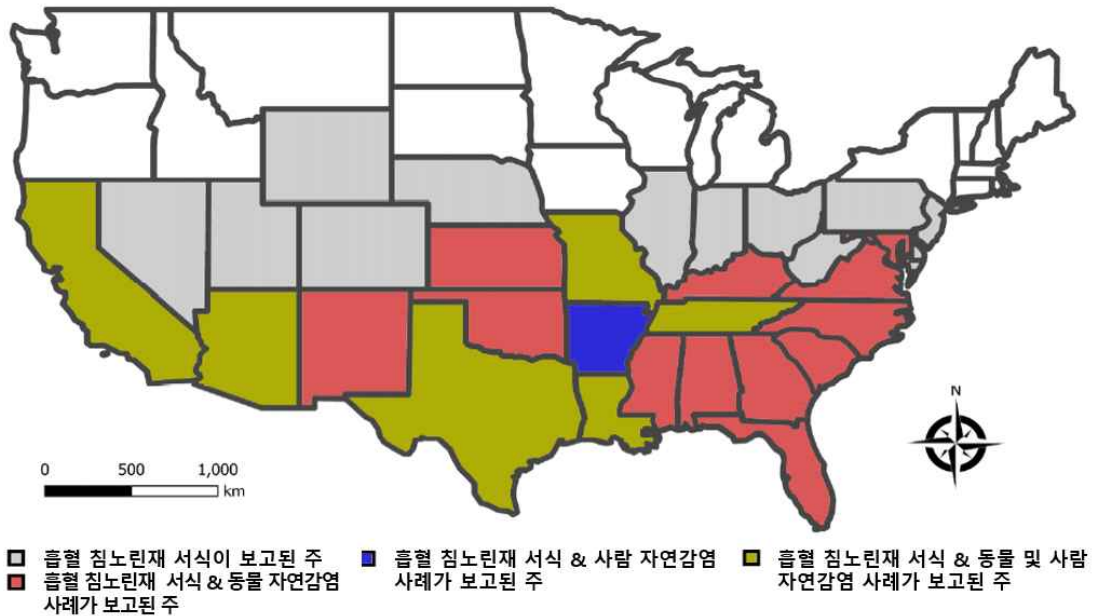 N
0 500 1,000
km
흡혈 침노린재 서식이 보고된 주
흡혈 침노린재 서식 & 동물 자연감염
사례가 보고된 주
흡혈 침노린재 서식 & 사람 자연감염
사례가 보고된 주
흡혈 침노린재 서식 & 동물 및 사람
자연감염 사례가 보고된 주